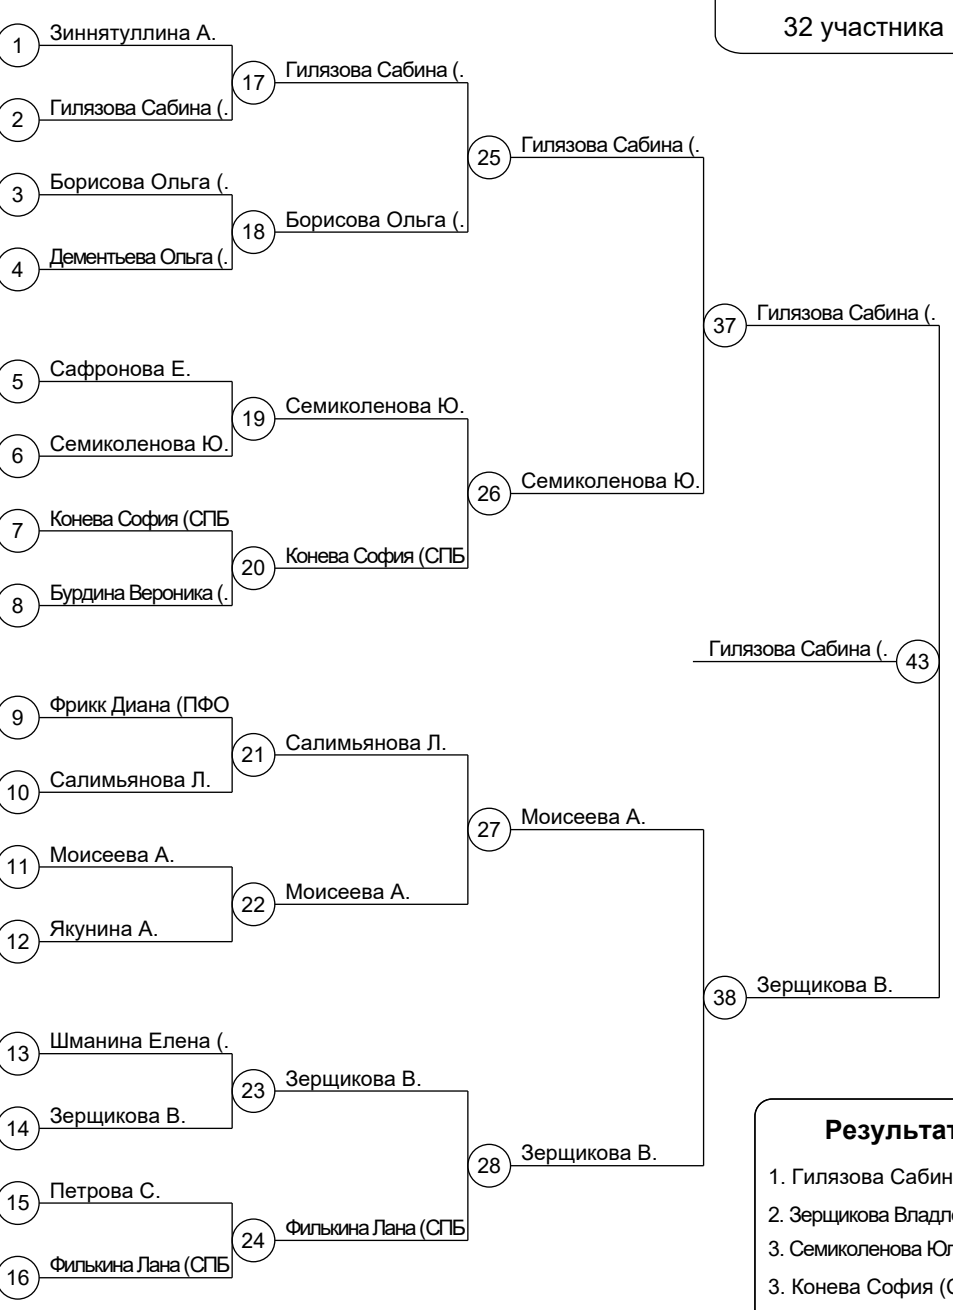 32 участника
1 Зиннятуллина А.
17 Гилязова Сабина (.
2 Гилязова Сабина (.
25 Гилязова Сабина (.
3 Борисова Ольга (.
18 Борисова Ольга (.
4 Дементьева Ольга (.
37 Гилязова Сабина (.
5 Сафронова Е.
19 Семиколенова Ю.
6 Семиколенова Ю.
26 Семиколенова Ю.
7 Конева София (СПБ
20 Конева София (СПБ
8 Бурдина Вероника (.
Гилязова Сабина (. 43
9 Фрикк Диана (ПФО
21 Салимьянова Л.
10 Салимьянова Л.
27 Моисеева А.
11 Моисеева А.
22 Моисеева А.
12 Якунина А.
38 Зерщикова В.
13 Шманина Елена (.
23 Зерщикова В.
14 Зерщикова В.
28 Зерщикова В.
15 Петрова С.
24 Филькина Лана (СПБ
16 Филькина Лана (СПБ
Результат
1. Гилязова Сабин
2. Зерщикова Владл
3. Семиколенова Юл
3. Конева София (